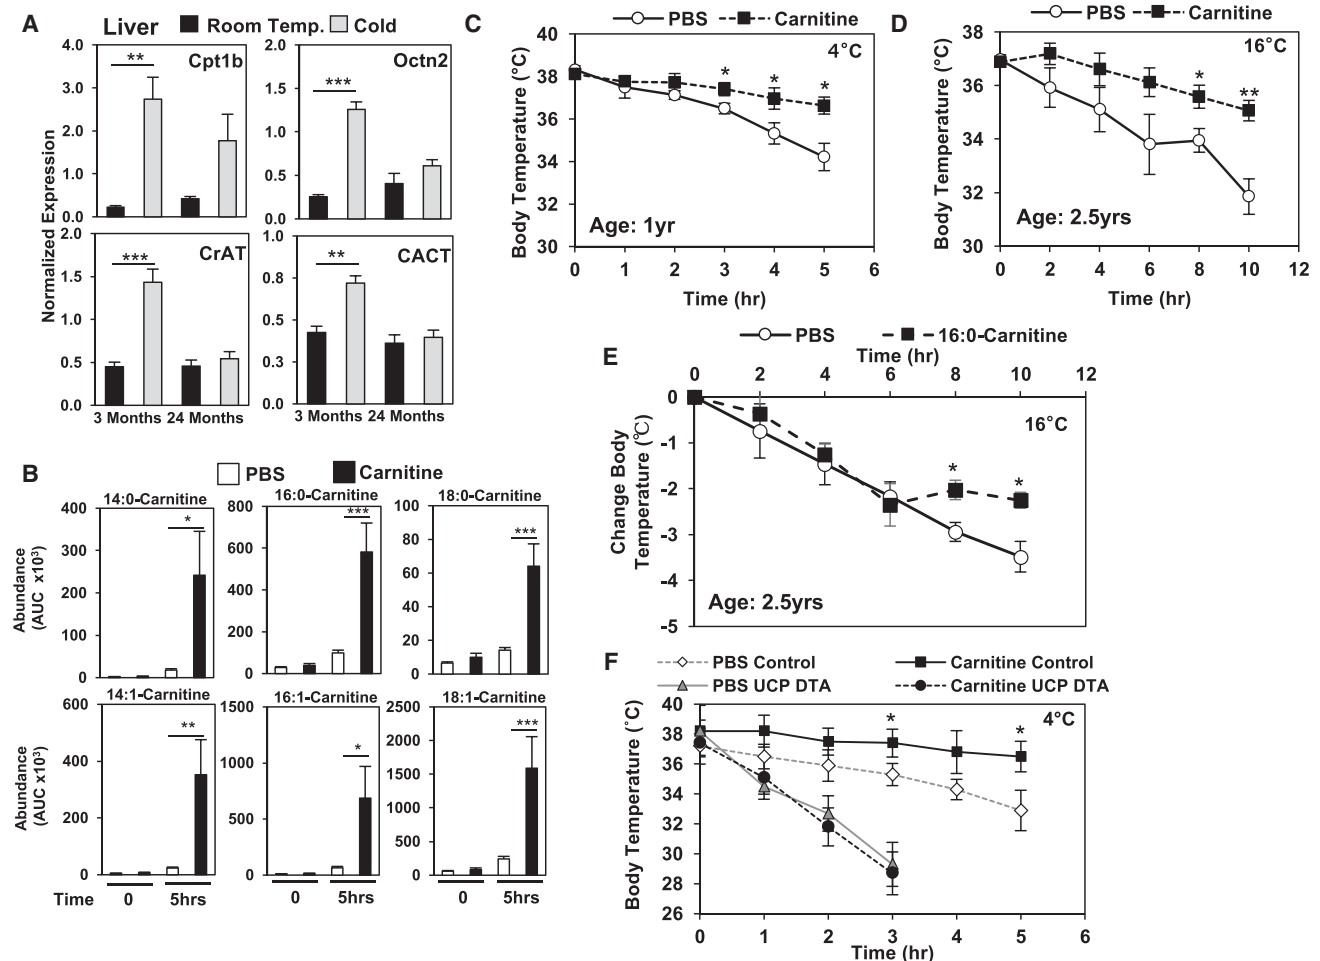 A
Liver
Room Temp.
Cold
Normalized Expression
Cpt1b
4.0
3.0
2.0
1.0
0.0
**
Octn2
2.0
1.5
1.0
0.5
0.0
***
CrAT
2.0
1.5
1.0
0.5
0.0
***
CACT
1.0
0.8
0.5
0.3
0.0
**
3 Months 24 Months
3 Months 24 Months
B
PBS
Carnitine
14:0-Carnitine
Abundance
(AUC x10³)
400
300
200
100
0
*
16:0-Carnitine
800
600
400
200
0
***
18:0-Carnitine
100
80
60
40
20
0
***
14:1-Carnitine
Abundance
(AUC x10³)
600
400
200
0
**
16:1-Carnitine
1500
1000
500
0
*
18:1-Carnitine
2500
2000
1500
1000
500
0
***
Time
0 5hrs
0 5hrs
0 5hrs
C
PBS
Carnitine
4°C
Body Temperature (°C)
40
38
36
34
32
30
* * *
Age: 1yr
0 1 2 3 4 5 6
Time (hr)
D
PBS
Carnitine
16°C
Body Temperature (°C)
38
36
34
32
30
* **
Age: 2.5yrs
0 2 4 6 8 10 12
Time (hr)
E
PBS
16:0-Carnitine
Time (hr)
0 2 4 6 8 10 12
16°C
Change Body
Temperature (°C)
0
-1
-2
-3
-4
-5
* *
Age: 2.5yrs
F
PBS Control
Carnitine Control
PBS UCP DTA
Carnitine UCP DTA
4°C
Body Temperature (°C)
40
38
36
34
32
30
28
26
* *
0 1 2 3 4 5 6
Time (hr)